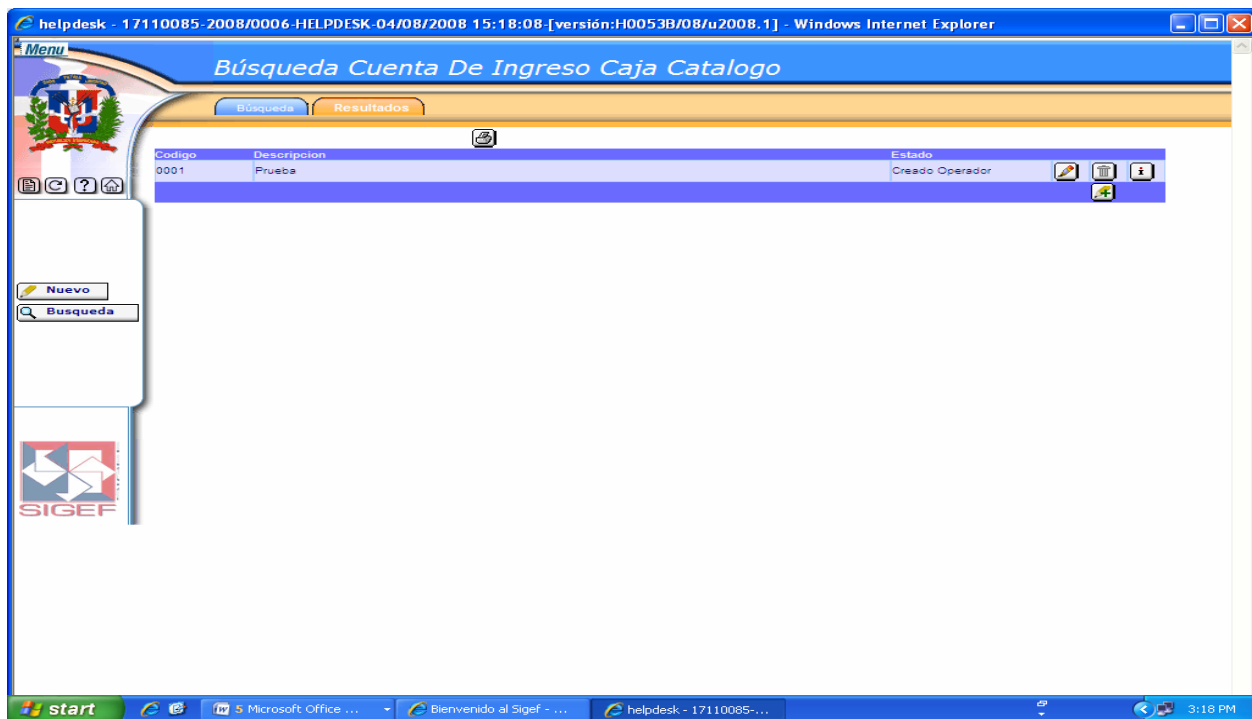 helpdesk - 17110085-2008/0006-HELPDESK-04/08/2008 15:18:08-[versión:H0053B/08/u2008.1] - Windows Internet Explorer
Menu
Búsqueda Cuenta De Ingreso Caja Catalogo
Búsqueda Resultados
Codigo Descripcion Estado
0001 Prueba Creado Operador
Nuevo
Busqueda
SIGEF
start 5 Microsoft Office ... Bienvenido al Sigef - ... helpdesk - 17110085-... 3:18 PM